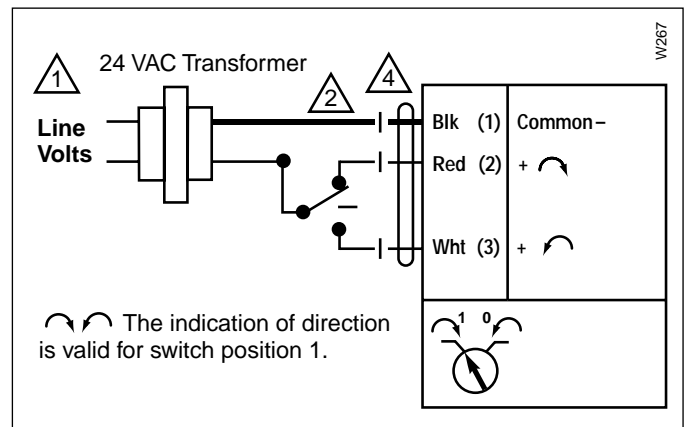 W267
1
24 VAC Transformer
2
4
Line
Volts
Blk (1) Common –
Red (2) +
Wht (3) +
The indication of direction
is valid for switch position 1.
1 0